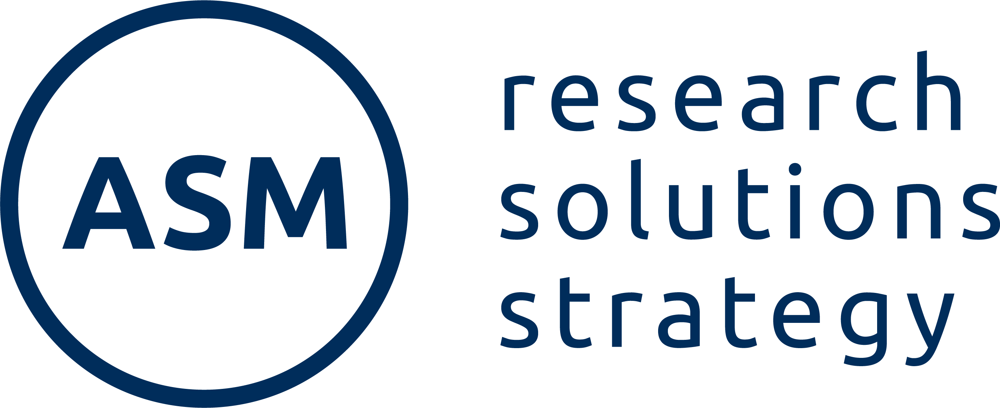 ASM
research
solutions
strategy